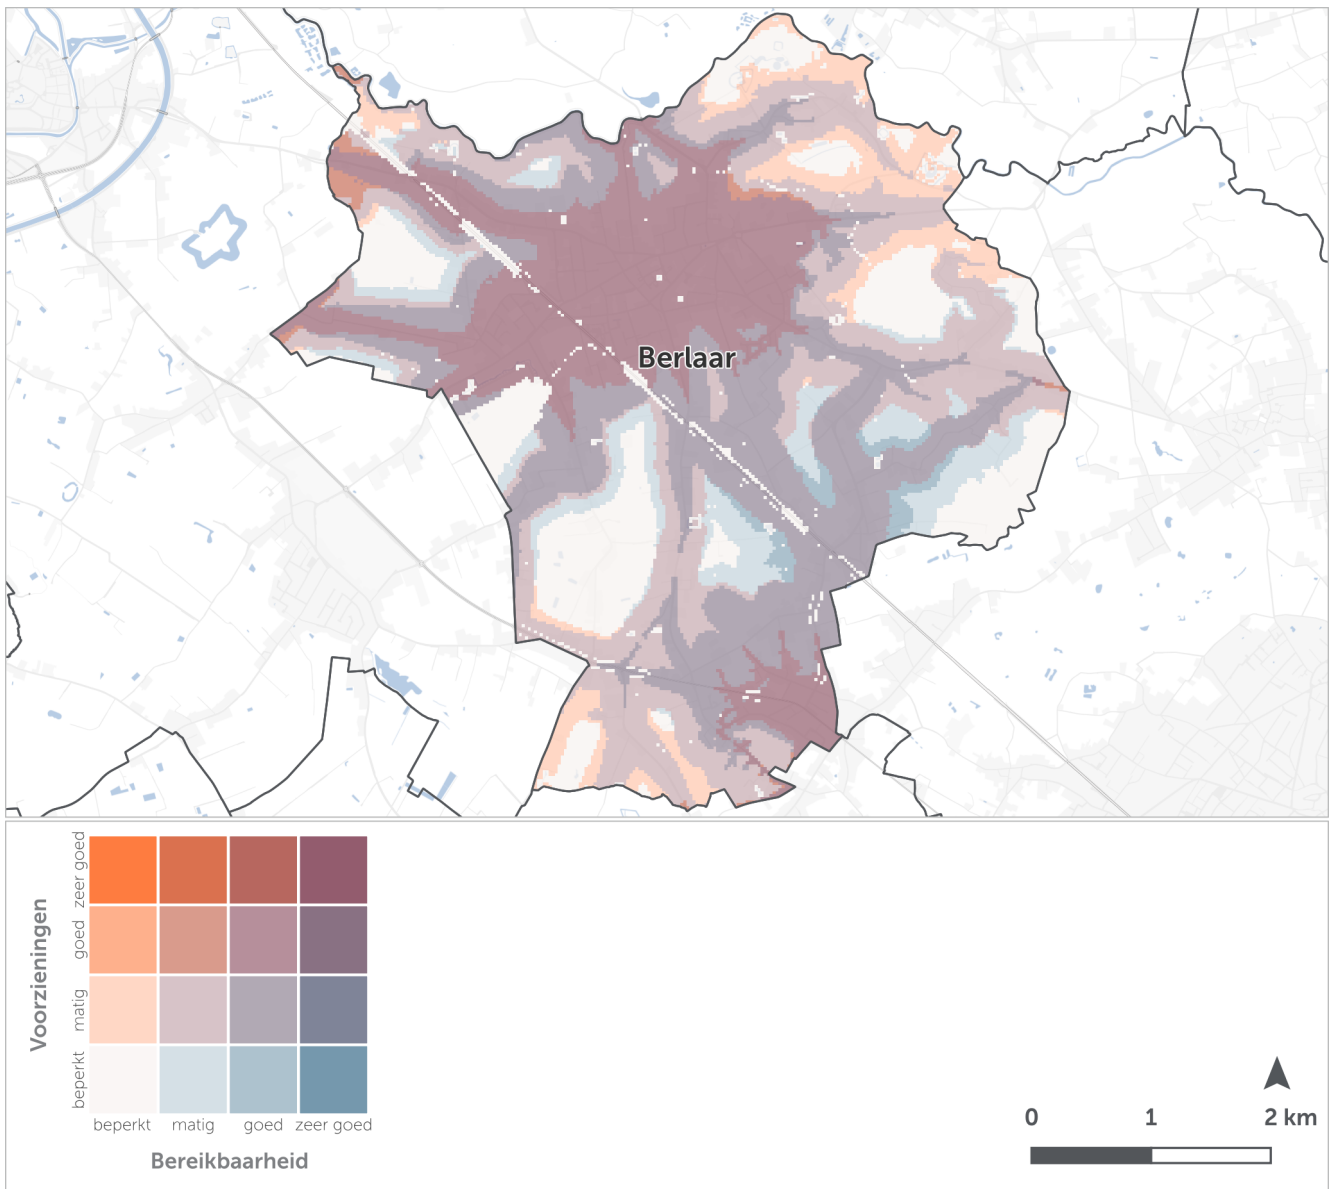 Berlaar
Voorzieningen
zeer goed
goed
matig
beperkt
beperkt matig goed zeer goed
Bereikbaarheid
0 1 2 km